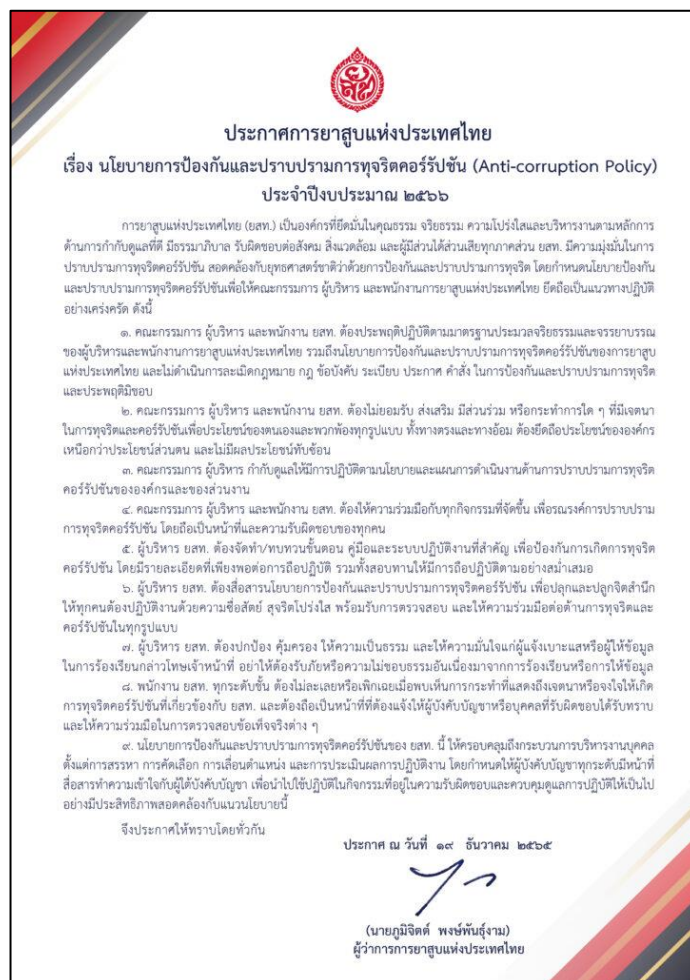 ประกาศการยาสูบแห่งประเทศไทย
เรื่อง นโยบายการป้องกันและปราบปรามการทุจริตคอร์รัปชัน (Anti-corruption Policy)
ประจำปีงบประมาณ ๒๕๖๖
การยาสูบแห่งประเทศไทย (ยสท.) เป็นองค์กรที่ยึดมั่นในคุณธรรม จริยธรรม ความโปร่งใสและบริหารงานตามหลักการ
ด้านการกำกับดูแลที่ดี มีธรรมาภิบาล รับผิดชอบต่อสังคม สิ่งแวดล้อม และผู้มีส่วนได้ส่วนเสียทุกภาคส่วน ยสท. มีความมุ่งมั่นในการ
ปราบปรามการทุจริตคอร์รัปชัน สอดคล้องกับยุทธศาสตร์ชาติว่าด้วยการป้องกันและปราบปรามการทุจริต โดยกำหนดนโยบายป้องกัน
และปราบปรามการทุจริตคอร์รัปชันเพื่อให้คณะกรรมการ ผู้บริหาร และพนักงานการยาสูบแห่งประเทศไทย ยึดถือเป็นแนวทางปฏิบัติ
อย่างเคร่งครัด ดังนี้
๑. คณะกรรมการ ผู้บริหาร และพนักงาน ยสท. ต้องประพฤติปฏิบัติตามมาตรฐานประมวลจริยธรรมและจรรยาบรรณ
ของผู้บริหารและพนักงานการยาสูบแห่งประเทศไทย รวมถึงนโยบายการป้องกันและปราบปรามการทุจริตคอร์รัปชันของการยาสูบ
แห่งประเทศไทย และไม่ดำเนินการละเมิดกฎหมาย กฎ ข้อบังคับ ระเบียบ ประกาศ คำสั่ง ในการป้องกันและปราบปรามการทุจริต
และประพฤติมิชอบ
๒. คณะกรรมการ ผู้บริหาร และพนักงาน ยสท. ต้องไม่ยอมรับ ส่งเสริม มีส่วนร่วม หรือกระทำการใด ๆ ที่มีเจตนา
ในการทุจริตและคอร์รัปชันเพื่อประโยชน์ของตนเองและพวกพ้องทุกรูปแบบ ทั้งทางตรงและทางอ้อม ต้องยึดถือประโยชน์ขององค์กร
เหนือกว่าประโยชน์ส่วนตน และไม่มีผลประโยชน์ทับซ้อน
๓. คณะกรรมการ ผู้บริหาร กำกับดูแลให้มีการปฏิบัติตามนโยบายและแผนการดำเนินงานด้านการปราบปรามการทุจริต
คอร์รัปชันขององค์กรและของส่วนงาน
๔. คณะกรรมการ ผู้บริหาร และพนักงาน ยสท. ต้องให้ความร่วมมือกับทุกกิจกรรมที่จัดขึ้น เพื่อรณรงค์การปราบปราม
การทุจริตคอร์รัปชัน โดยถือเป็นหน้าที่และความรับผิดชอบของทุกคน
๕. ผู้บริหาร ยสท. ต้องจัดทำ/ทบทวนขั้นตอน คู่มือและระบบปฏิบัติงานที่สำคัญ เพื่อป้องกันการเกิดการทุจริต
คอร์รัปชัน โดยมีรายละเอียดที่เพียงพอต่อการถือปฏิบัติ รวมทั้งสอบทานให้มีการถือปฏิบัติตามอย่างสม่ำเสมอ
๖. ผู้บริหาร ยสท. ต้องสื่อสารนโยบายการป้องกันและปราบปรามการทุจริตคอร์รัปชัน เพื่อปลุกและปลูกจิตสำนึก
ให้ทุกคนต้องปฏิบัติงานด้วยความซื่อสัตย์ สุจริตโปร่งใส พร้อมรับการตรวจสอบ และให้ความร่วมมือต่อต้านการทุจริตและ
คอร์รัปชันในทุกรูปแบบ
๗. ผู้บริหาร ยสท. ต้องปกป้อง คุ้มครอง ให้ความเป็นธรรม และให้ความมั่นใจแก่ผู้แจ้งเบาะแสหรือผู้ให้ข้อมูล
ในการร้องเรียนกล่าวโทษเจ้าหน้าที่ อย่าให้ต้องรับภัยหรือความไม่ชอบธรรมอันเนื่องมาจากการร้องเรียนหรือการให้ข้อมูล
๘. พนักงาน ยสท. ทุกระดับชั้น ต้องไม่ละเลยหรือเพิกเฉยเมื่อพบเห็นการกระทำที่แสดงถึงเจตนาหรือจงใจให้เกิด
การทุจริตคอร์รัปชันที่เกี่ยวข้องกับ ยสท. และต้องถือเป็นหน้าที่ที่ต้องแจ้งให้ผู้บังคับบัญชาหรือบุคคลที่รับผิดชอบได้รับทราบ
และให้ความร่วมมือในการตรวจสอบข้อเท็จจริงต่าง ๆ
๙. นโยบายการป้องกันและปราบปรามการทุจริตคอร์รัปชันของ ยสท. นี้ ให้ครอบคลุมถึงกระบวนการบริหารงานบุคคล
ตั้งแต่การสรรหา การคัดเลือก การเลื่อนตำแหน่ง และการประเมินผลการปฏิบัติงาน โดยกำหนดให้ผู้บังคับบัญชาทุกระดับมีหน้าที่
สื่อสารทำความเข้าใจกับผู้ใต้บังคับบัญชา เพื่อนำไปใช้ปฏิบัติในกิจกรรมที่อยู่ในความรับผิดชอบและควบคุมดูแลการปฏิบัติให้เป็นไป
อย่างมีประสิทธิภาพสอดคล้องกับแนวนโยบายนี้
จึงประกาศให้ทราบโดยทั่วกัน
ประกาศ ณ วันที่ ๑๙ ธันวาคม ๒๕๖๕
(นายภูมิจิตต์ พงษ์พันธุ์งาม)
ผู้ว่าการการยาสูบแห่งประเทศไทย